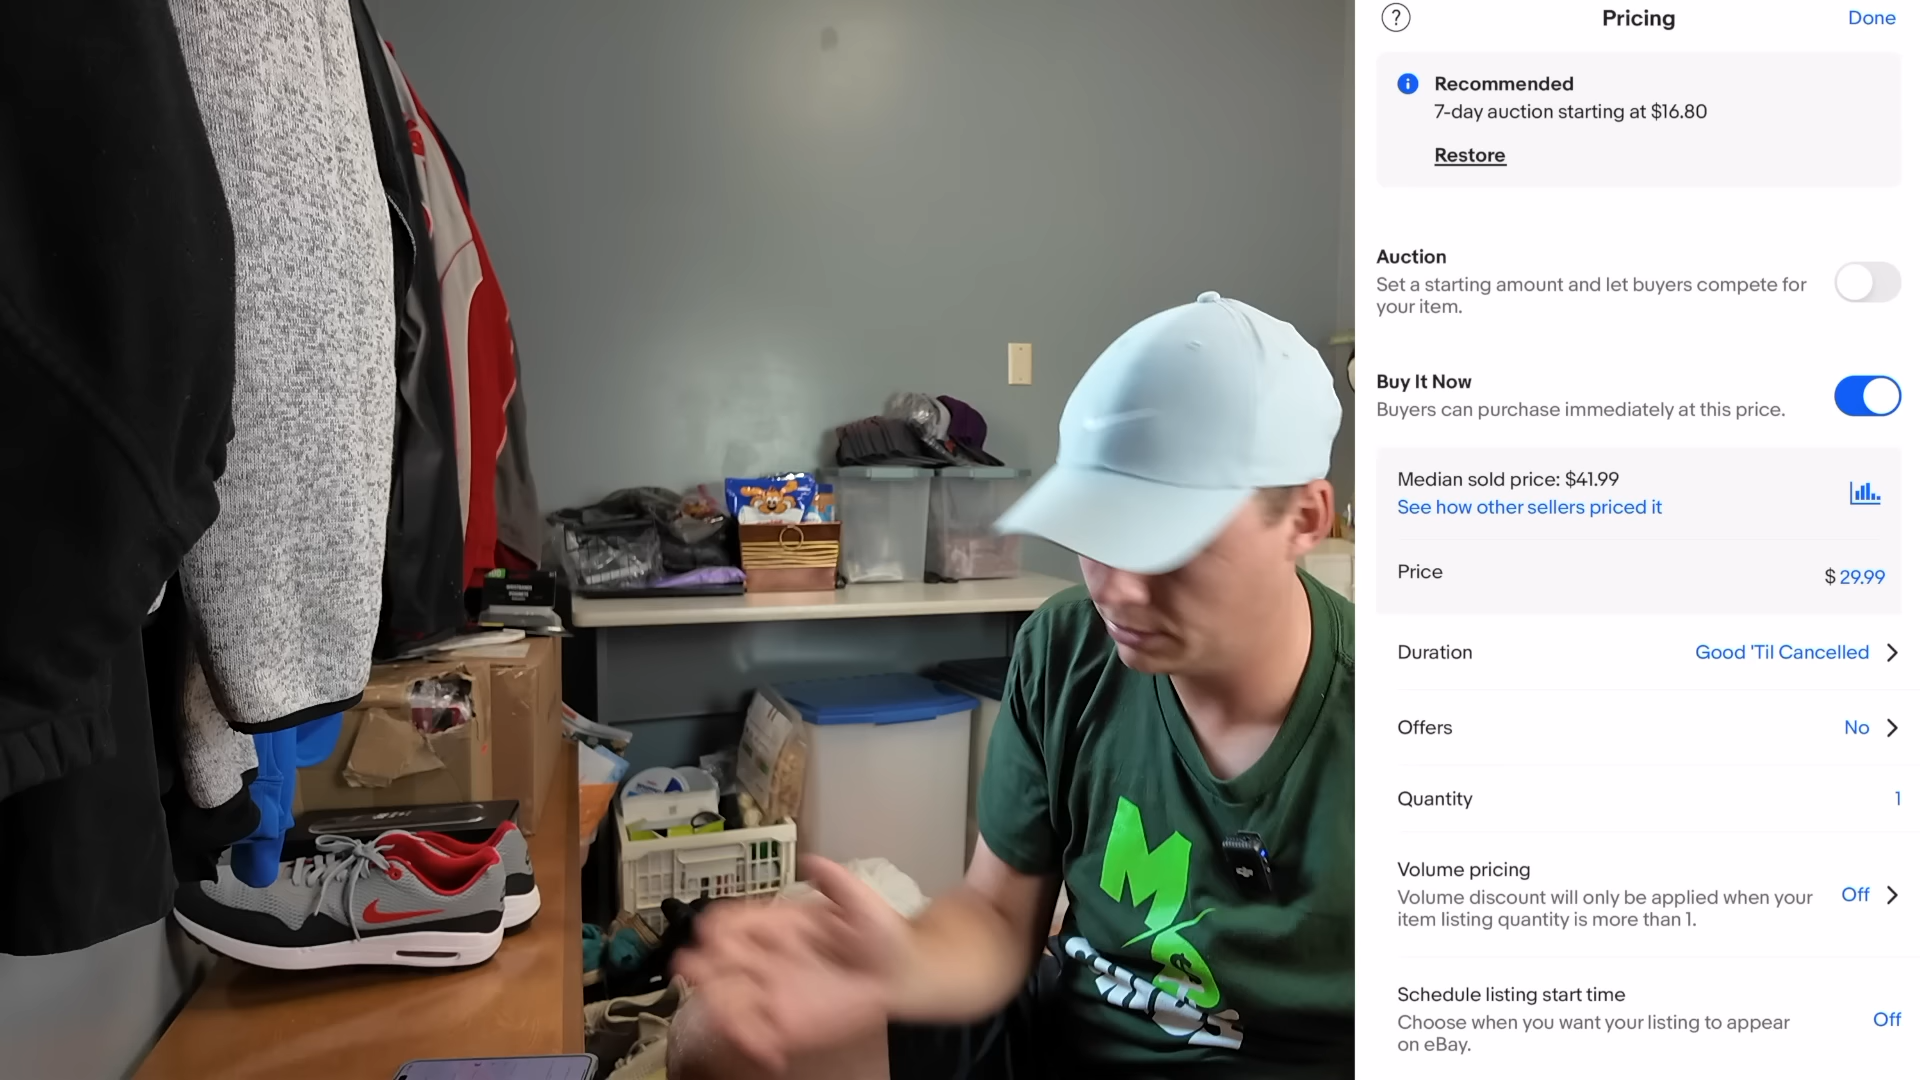 Pricing
Done
Recommended
7-day auction starting at $16.80
Restore
Auction
Set a starting amount and let buyers compete for
your item.
Buy It Now
Buyers can purchase immediately at this price.
Median sold price: $41.99
See how other sellers priced it
Price
$ 29.99
Duration
Good 'Til Cancelled
Offers
No
Quantity
1
Volume pricing
Volume discount will only be applied when your
item listing quantity is more than 1.
Off
Schedule listing start time
Choose when you want your listing to appear
on eBay.
Off